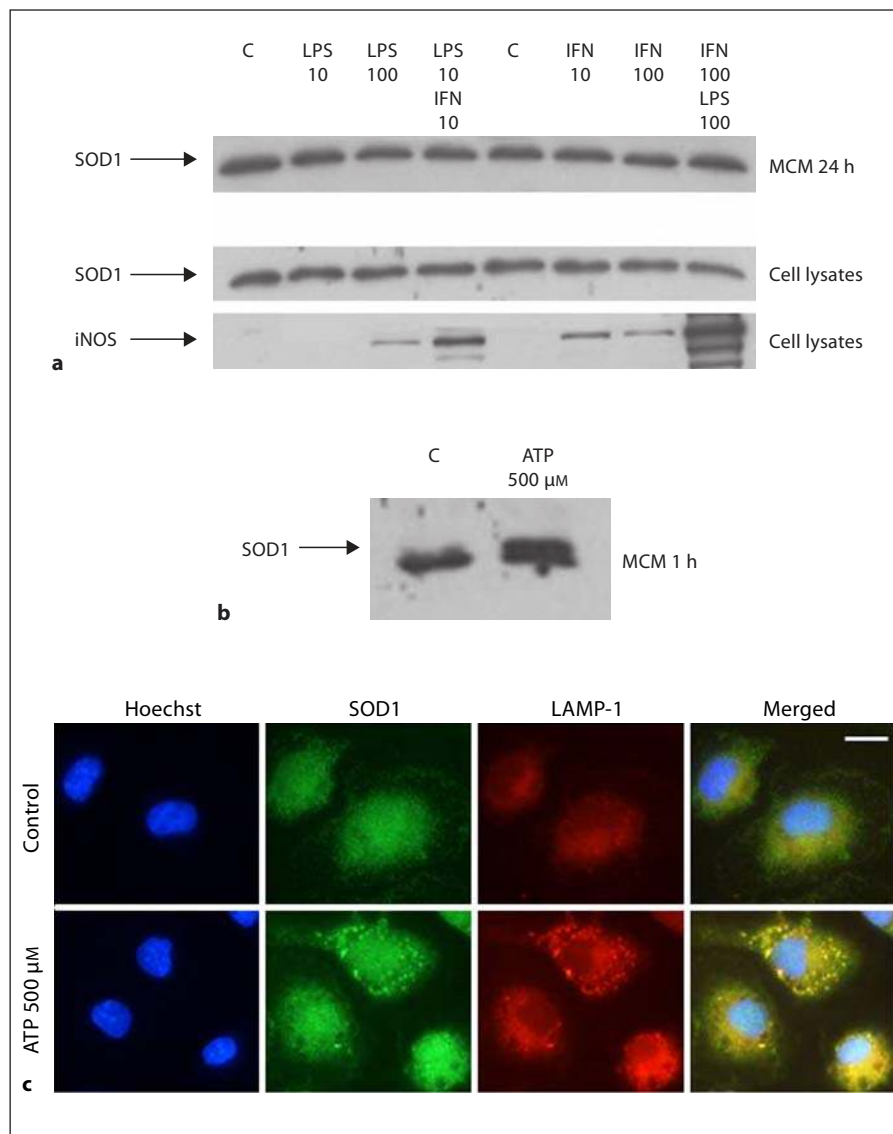 C LPS LPS LPS C IFN IFN IFN
10 100 10 10 100 100
IFN LPS
10 100
SOD1 MCM 24 h
SOD1 Cell lysates
iNOS Cell lysates
a
C ATP
500 µM
SOD1 MCM 1 h
b
Hoechst SOD1 LAMP-1 Merged
Control
ATP 500 µM
c